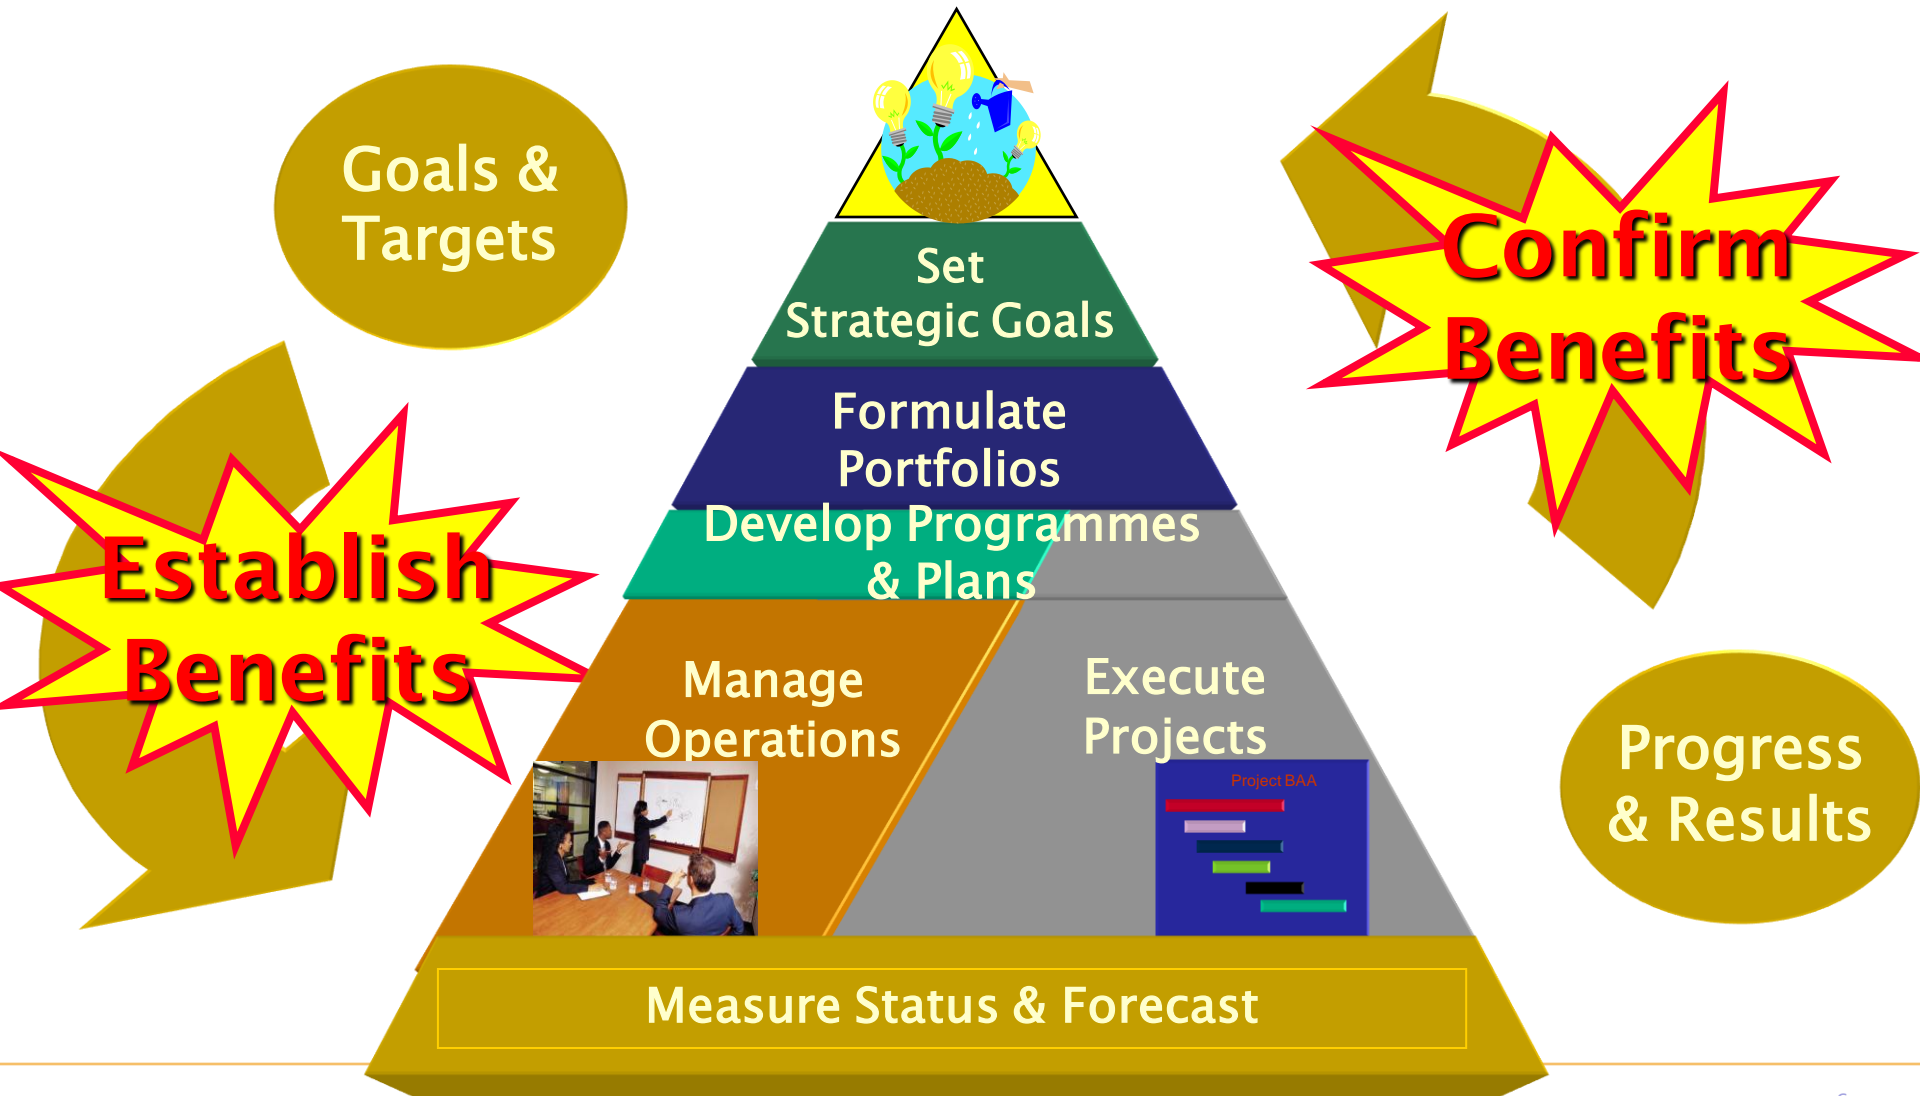 Goals &
Targets
Set
Strategic Goals
Confirm
Benefits
Formulate
Portfolios
Develop Programmes
& Plans
Establish
Benefits
Manage
Operations
Execute
Projects
Project BAA
Progress
& Results
Measure Status & Forecast